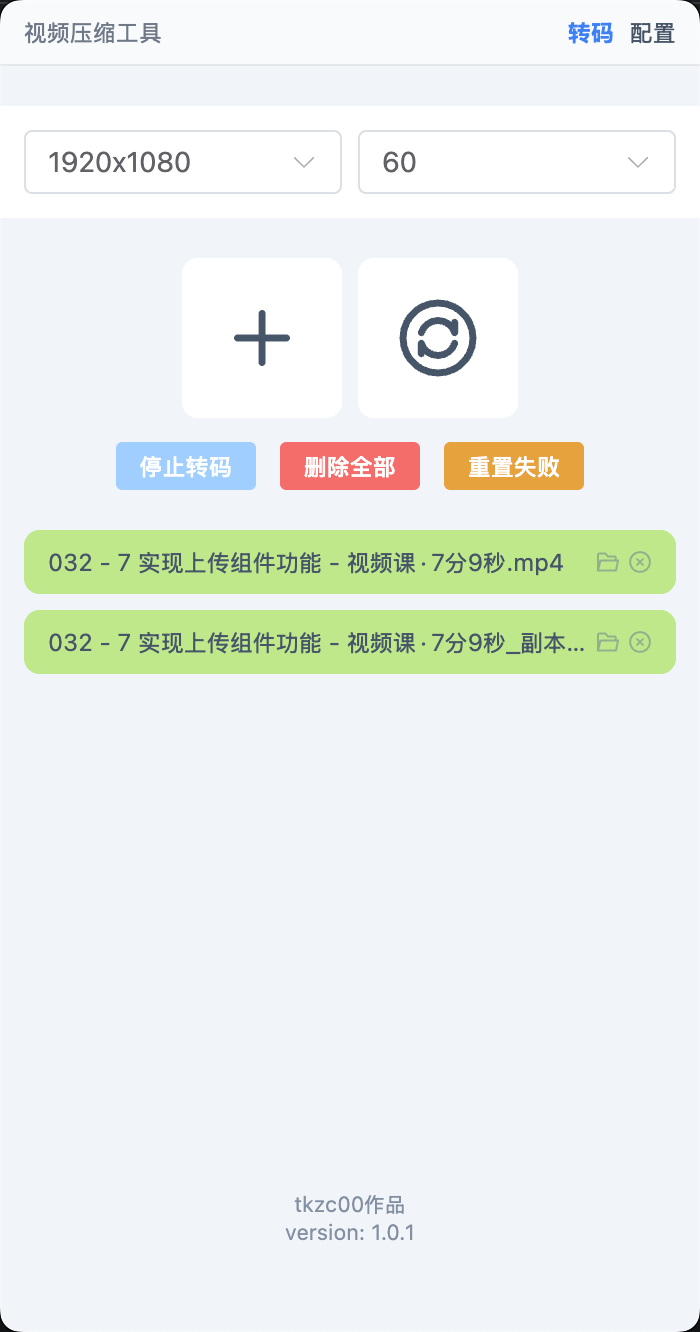 视频压缩工具 转码 配置
1920x1080 60
停止转码 删除全部 重置失败
032 - 7 实现上传组件功能 - 视频课 · 7分9秒.mp4
032 - 7 实现上传组件功能 - 视频课 · 7分9秒_副本...
tkzc00作品
version: 1.0.1